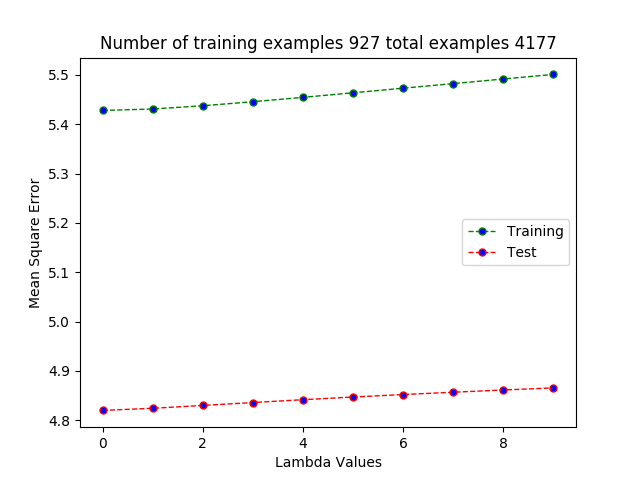 Number of training examples 927 total examples 4177
Mean Square Error
5.5
5.4
5.3
5.2
5.1
5.0
4.9
4.8
Training
Test
0 2 4 6 8
Lambda Values